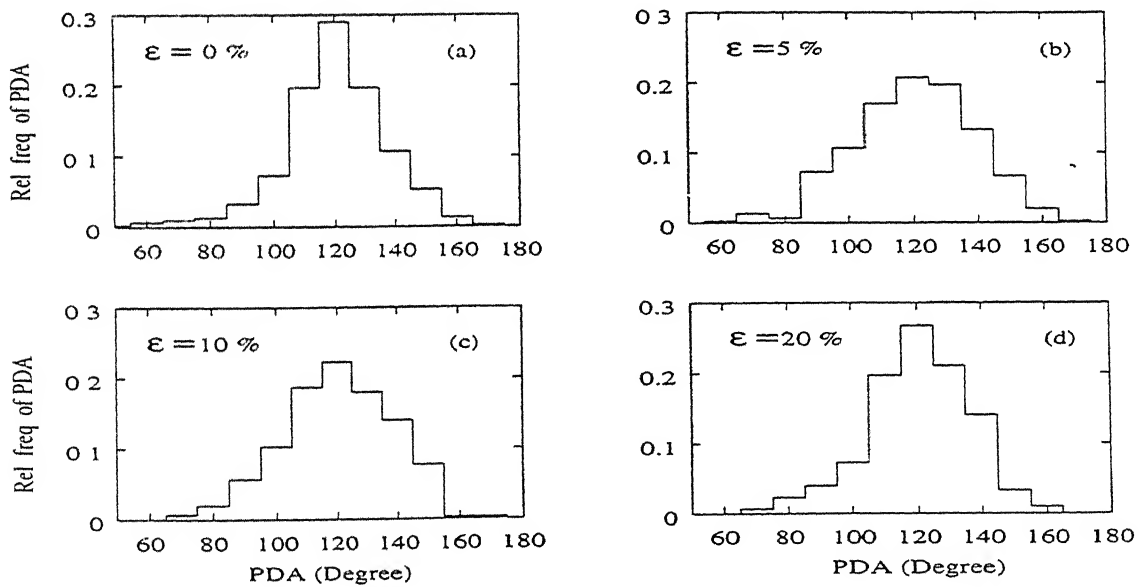 0 3
ε = 0 %
(a)
0.2
0 1
0
60 80 100 120 140 160 180
Rel freq of PDA
0 3
ε = 5 %
(b)
0.2
0 1
0
60 80 100 120 140 160 180
0 3
ε = 10 %
(c)
0 2
0 1
0
60 80 100 120 140 160 180
Rel freq of PDA
PDA (Degree)
0.3
ε = 20 %
(d)
0.2
0.1
0
60 80 100 120 140 160 180
PDA (Degree)